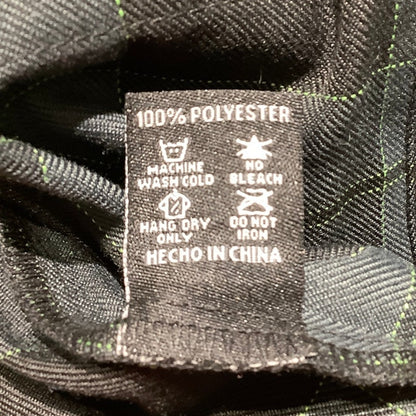 100% POLYESTER
MACHINE WASH COLD
NO BLEACH
HANG DRY ONLY
DO NOT IRON
HECHO IN CHINA